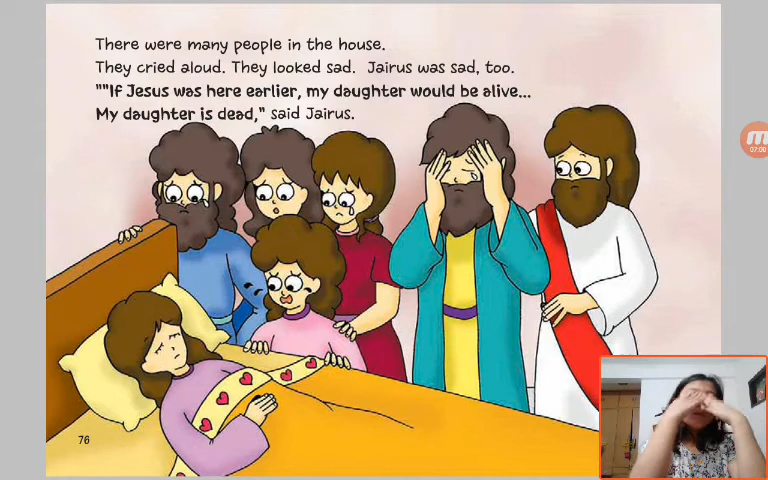 There were many people in the house.
They cried aloud. They looked sad. Jairus was sad, too.
""If Jesus was here earlier, my daughter would be alive...
My daughter is dead," said Jairus.
76
M
07:00